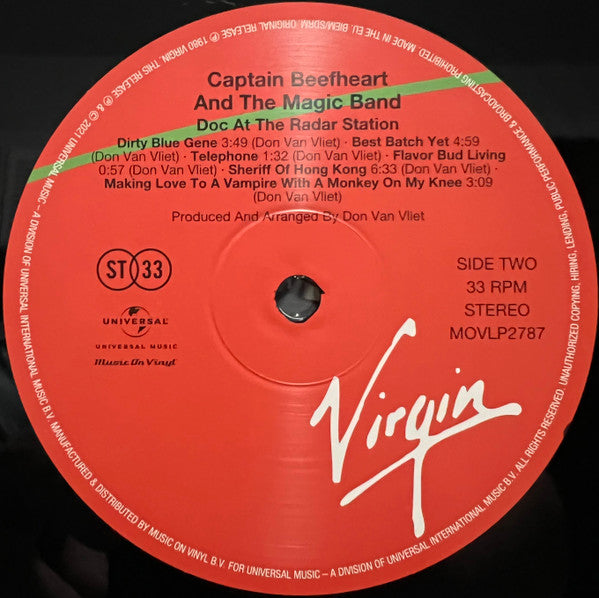 Captain Beefheart
And The Magic Band
Doc At The Radar Station
Dirty Blue Gene 3:49 (Don Van Vliet) · Best Batch Yet 4:59
(Don Van Vliet) · Telephone 1:32 (Don Van Vliet) · Flavor Bud Living
0:57 (Don Van Vliet) · Sheriff Of Hong Kong 6:33 (Don Van Vliet) ·
Making Love To A Vampire With A Monkey On My Knee 3:09
(Don Van Vliet)
Produced And Arranged By Don Van Vliet
ST 33
UNIVERSAL
UNIVERSAL MUSIC
Music On Vinyl
SIDE TWO
33 RPM
STEREO
MOVLP2787
Virgin
℗ 1980 VIRGIN. THIS RELEASE ℗ & © 2021 UNIVERSAL MUSIC – A DIVISION OF UNIVERSAL INTERNATIONAL MUSIC B.V. MANUFACTURED & DISTRIBUTED BY MUSIC ON VINYL B.V. FOR UNIVERSAL MUSIC – A DIVISION OF UNIVERSAL INTERNATIONAL MUSIC B.V. ALL RIGHTS RESERVED. UNAUTHORIZED COPYING, HIRING, LENDING, PUBLIC PERFORMANCE & BROADCASTING PROHIBITED. MADE IN THE EU. BIEM/SDRM. ORIGINAL RELEASE